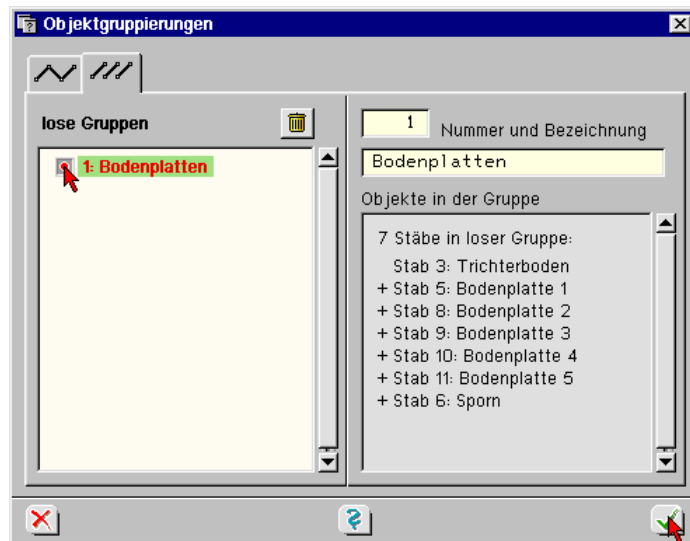 Objektgruppierungen
lose Gruppen
1: Bodenplatten
1 Nummer und Bezeichnung
Bodenplatten
Objekte in der Gruppe
7 Stäbe in loser Gruppe:
Stab 3: Trichterboden
+ Stab 5: Bodenplatte 1
+ Stab 8: Bodenplatte 2
+ Stab 9: Bodenplatte 3
+ Stab 10: Bodenplatte 4
+ Stab 11: Bodenplatte 5
+ Stab 6: Sporn